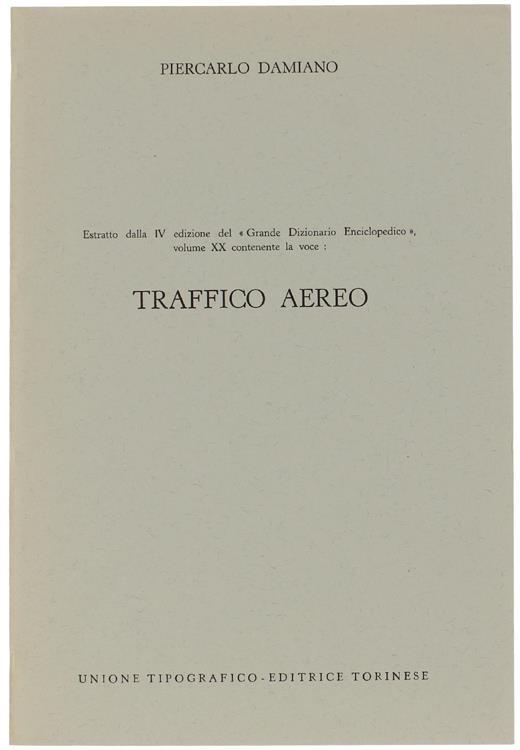 PIERCARLO DAMIANO
Estratto dalla IV edizione del « Grande Dizionario Enciclopedico »,
volume XX contenente la voce :
TRAFFICO AEREO
UNIONE TIPOGRAFICO - EDITRICE TORINESE